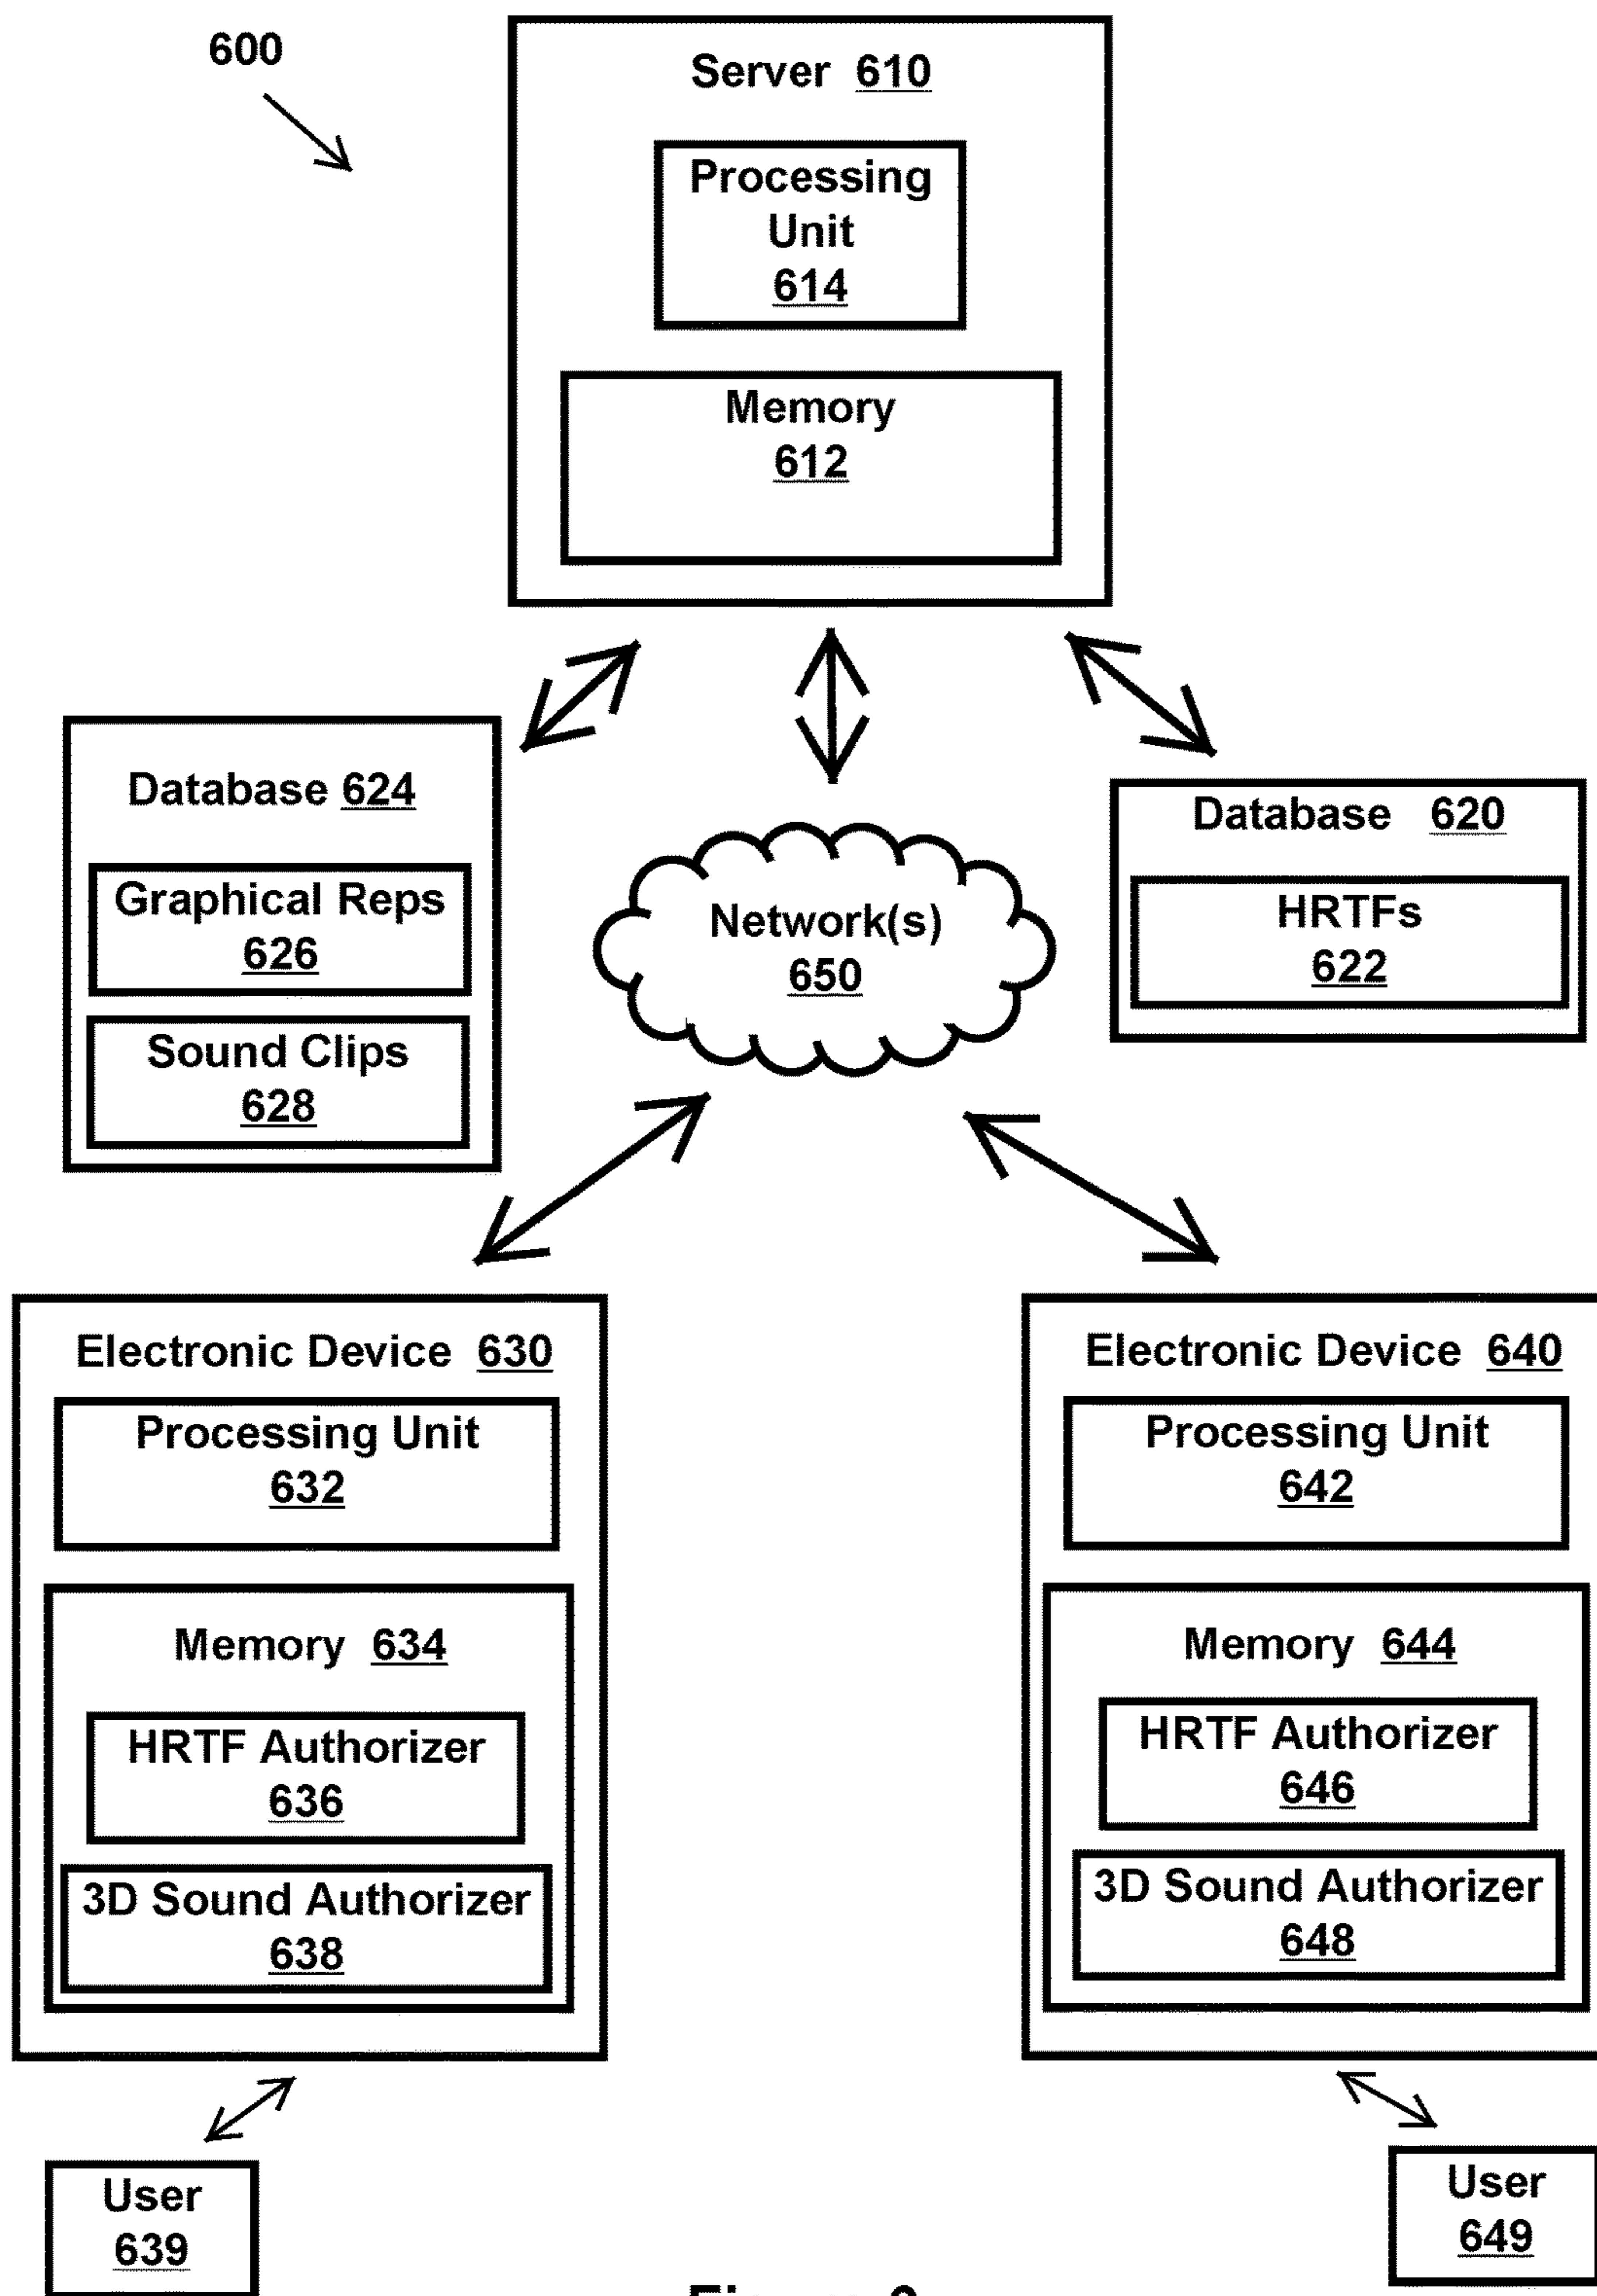 600
Server 610
Processing
Unit
614
Memory
612
Database 624
Graphical Reps
626
Sound Clips
628
Network(s)
650
Database 620
HRTFs
622
Electronic Device 630
Processing Unit
632
Memory 634
HRTF Authorizer
636
3D Sound Authorizer
638
User
639
Electronic Device 640
Processing Unit
642
Memory 644
HRTF Authorizer
646
3D Sound Authorizer
648
User
649